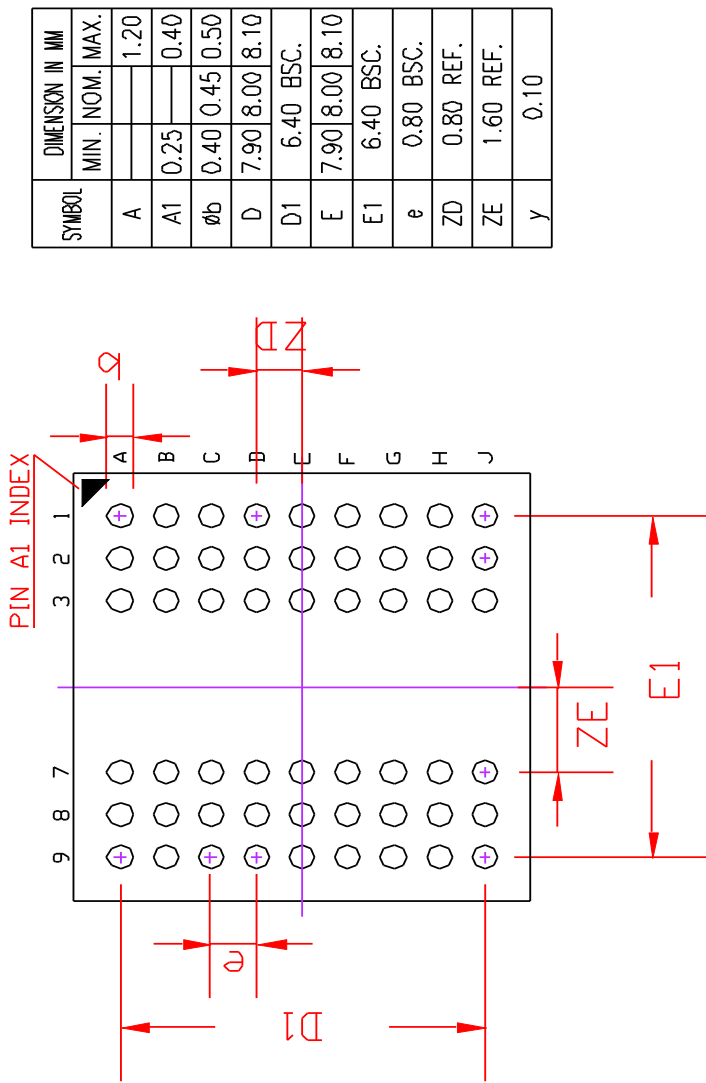 SYMBOL DIMENSION IN MM
MIN. NOM. MAX.
A 1.20
A1 0.25 0.40
øb 0.40 0.45 0.50
D 7.90 8.00 8.10
D1 6.40 BSC.
E 7.90 8.00 8.10
E1 6.40 BSC.
e 0.80 BSC.
ZD 0.80 REF.
ZE 1.60 REF.
y 0.10
PIN A1 INDEX
b
ZD
A
B
C
D
E
F
G
H
J
1
2
3
7
8
9
ZE
E1
e
D1